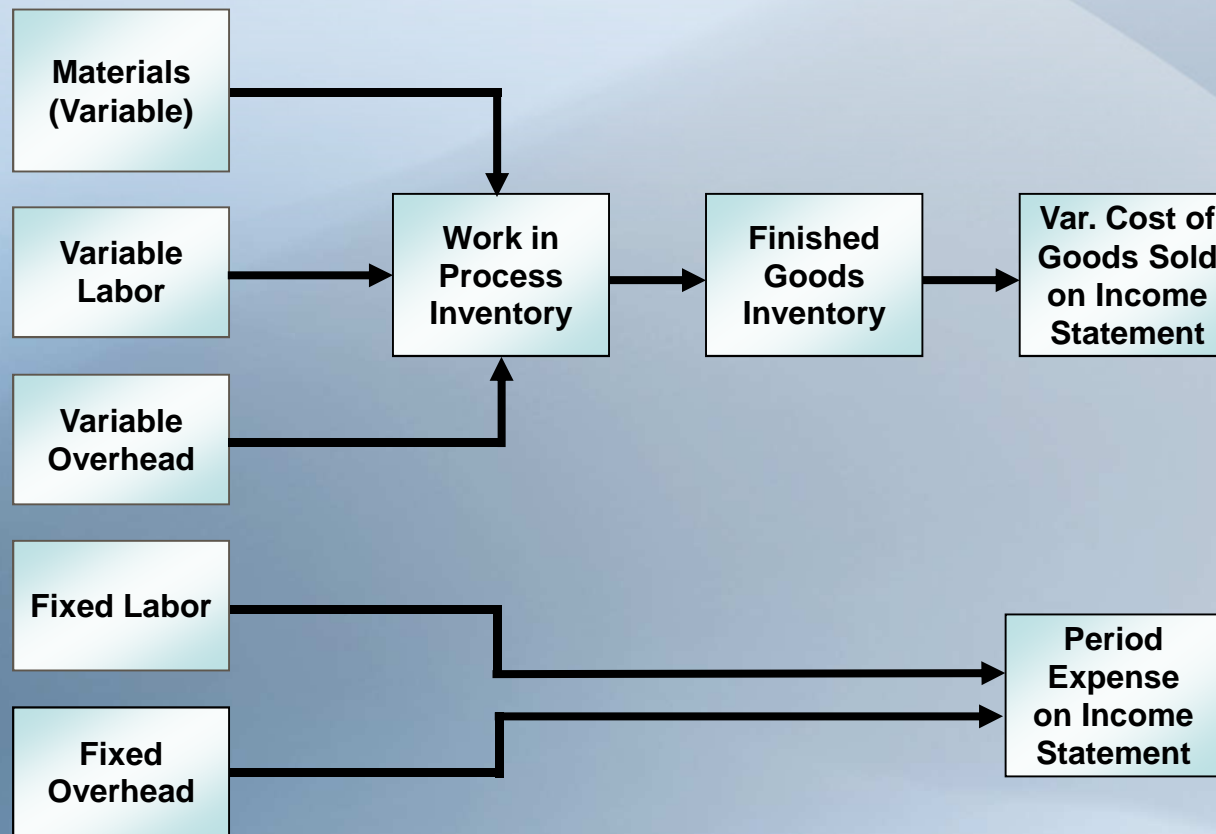 Materials
(Variable)
Variable
Labor
Variable
Overhead
Fixed Labor
Fixed
Overhead
Work in
Process
Inventory
Finished
Goods
Inventory
Var. Cost of
Goods Sold
on Income
Statement
Period
Expense
on Income
Statement